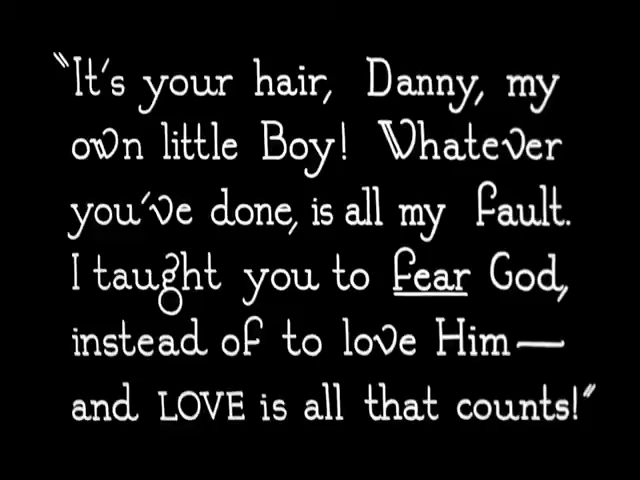 "It's your hair, Danny, my
own little Boy! Whatever
you've done, is all my fault.
I taught you to fear God,
instead of to love Him—
and LOVE is all that counts!"